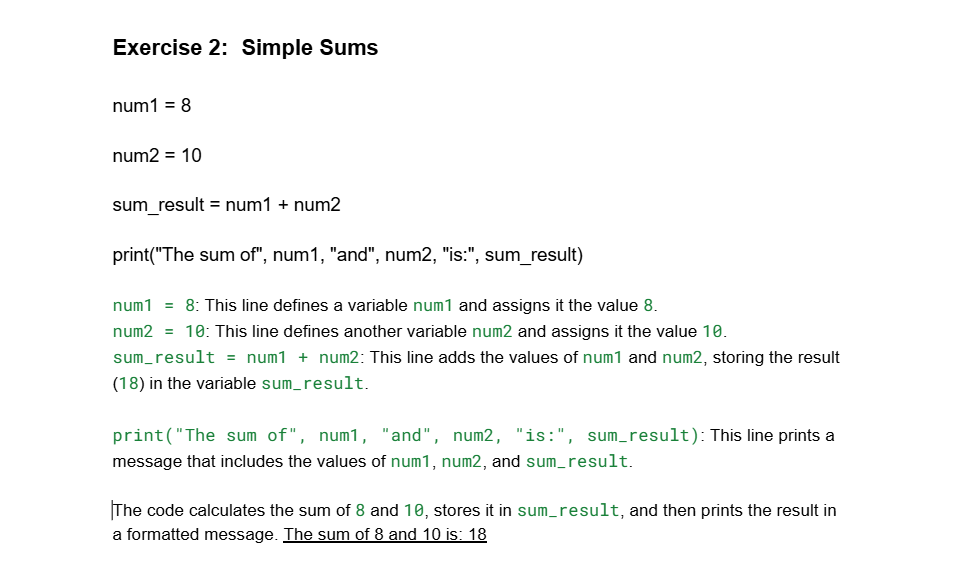 Exercise 2:  Simple Sums
num1 = 8
num2 = 10
sum_result = num1 + num2
print("The sum of", num1, "and", num2, "is:", sum_result)
num1 = 8: This line defines a variable num1 and assigns it the value 8.
num2 = 10: This line defines another variable num2 and assigns it the value 10.
sum_result = num1 + num2: This line adds the values of num1 and num2, storing the result
(18) in the variable sum_result.
print("The sum of", num1, "and", num2, "is:", sum_result): This line prints a
message that includes the values of num1, num2, and sum_result.
The code calculates the sum of 8 and 10, stores it in sum_result, and then prints the result in
a formatted message. The sum of 8 and 10 is: 18